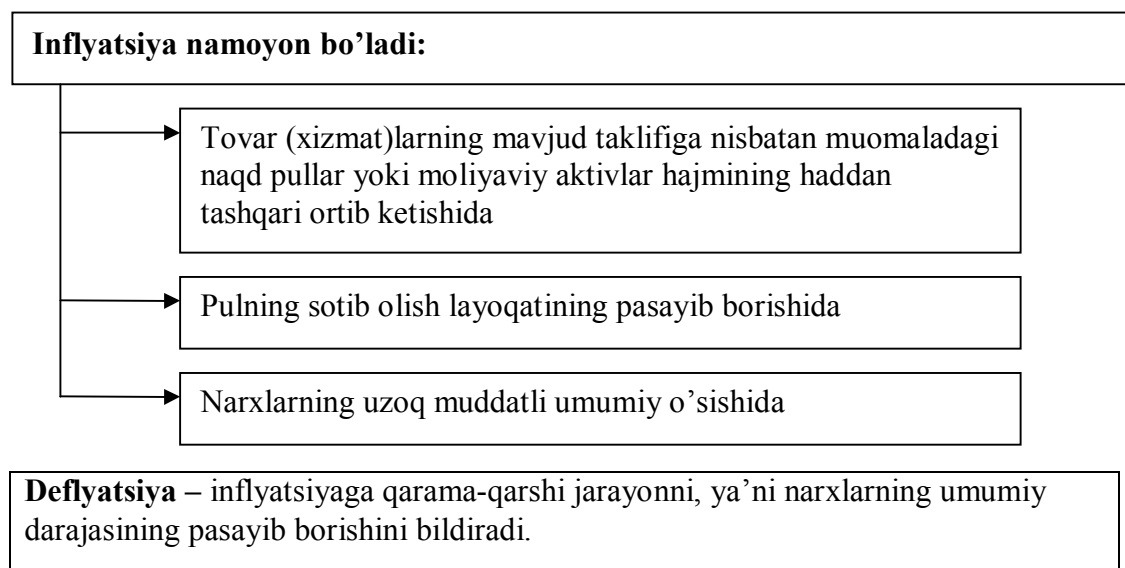 Inflyatsiya namoyon bo’ladi:
Tovar (xizmat)larning mavjud taklifiga nisbatan muomaladagi
naqd pullar yoki moliyaviy aktivlar hajmining haddan
tashqari ortib ketishida
Pulning sotib olish layoqatining pasayib borishida
Narxlarning uzoq muddatli umumiy o’sishida
Deflyatsiya – inflyatsiyaga qarama-qarshi jarayonni, ya’ni narxlarning umumiy
darajasining pasayib borishini bildiradi.